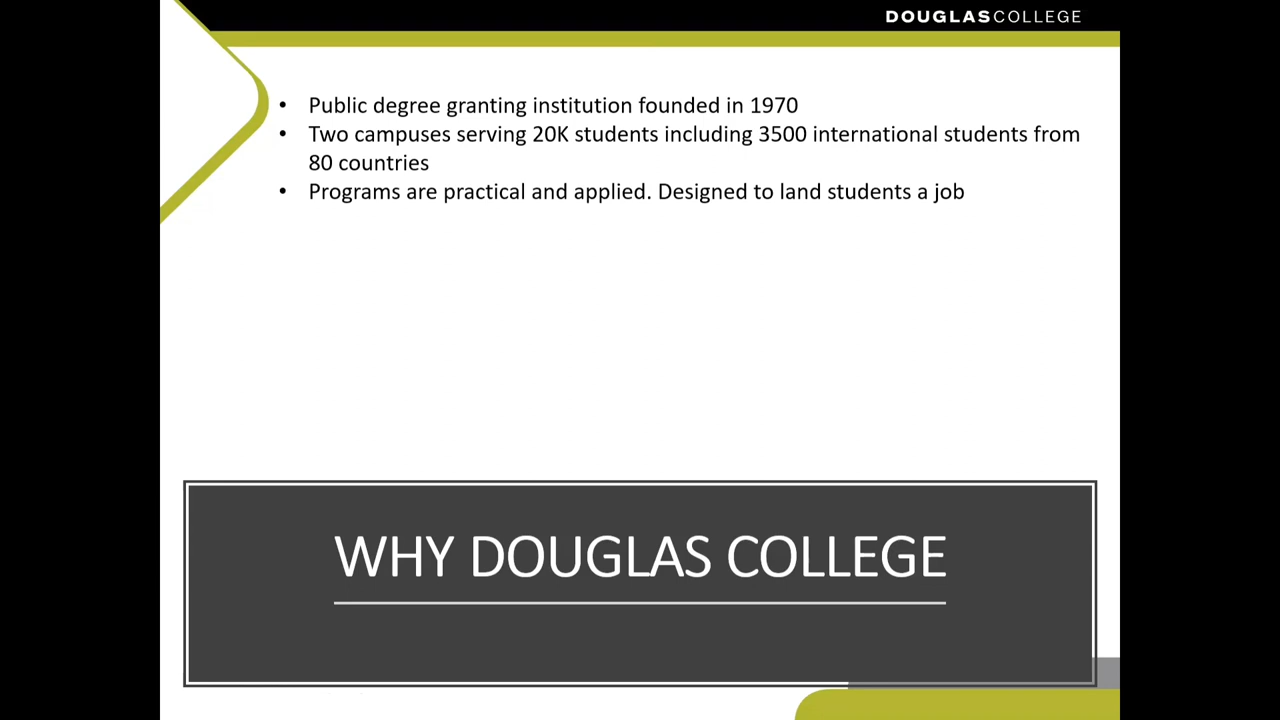 DOUGLASCOLLEGE
• Public degree granting institution founded in 1970
• Two campuses serving 20K students including 3500 international students from
80 countries
• Programs are practical and applied. Designed to land students a job
WHY DOUGLAS COLLEGE